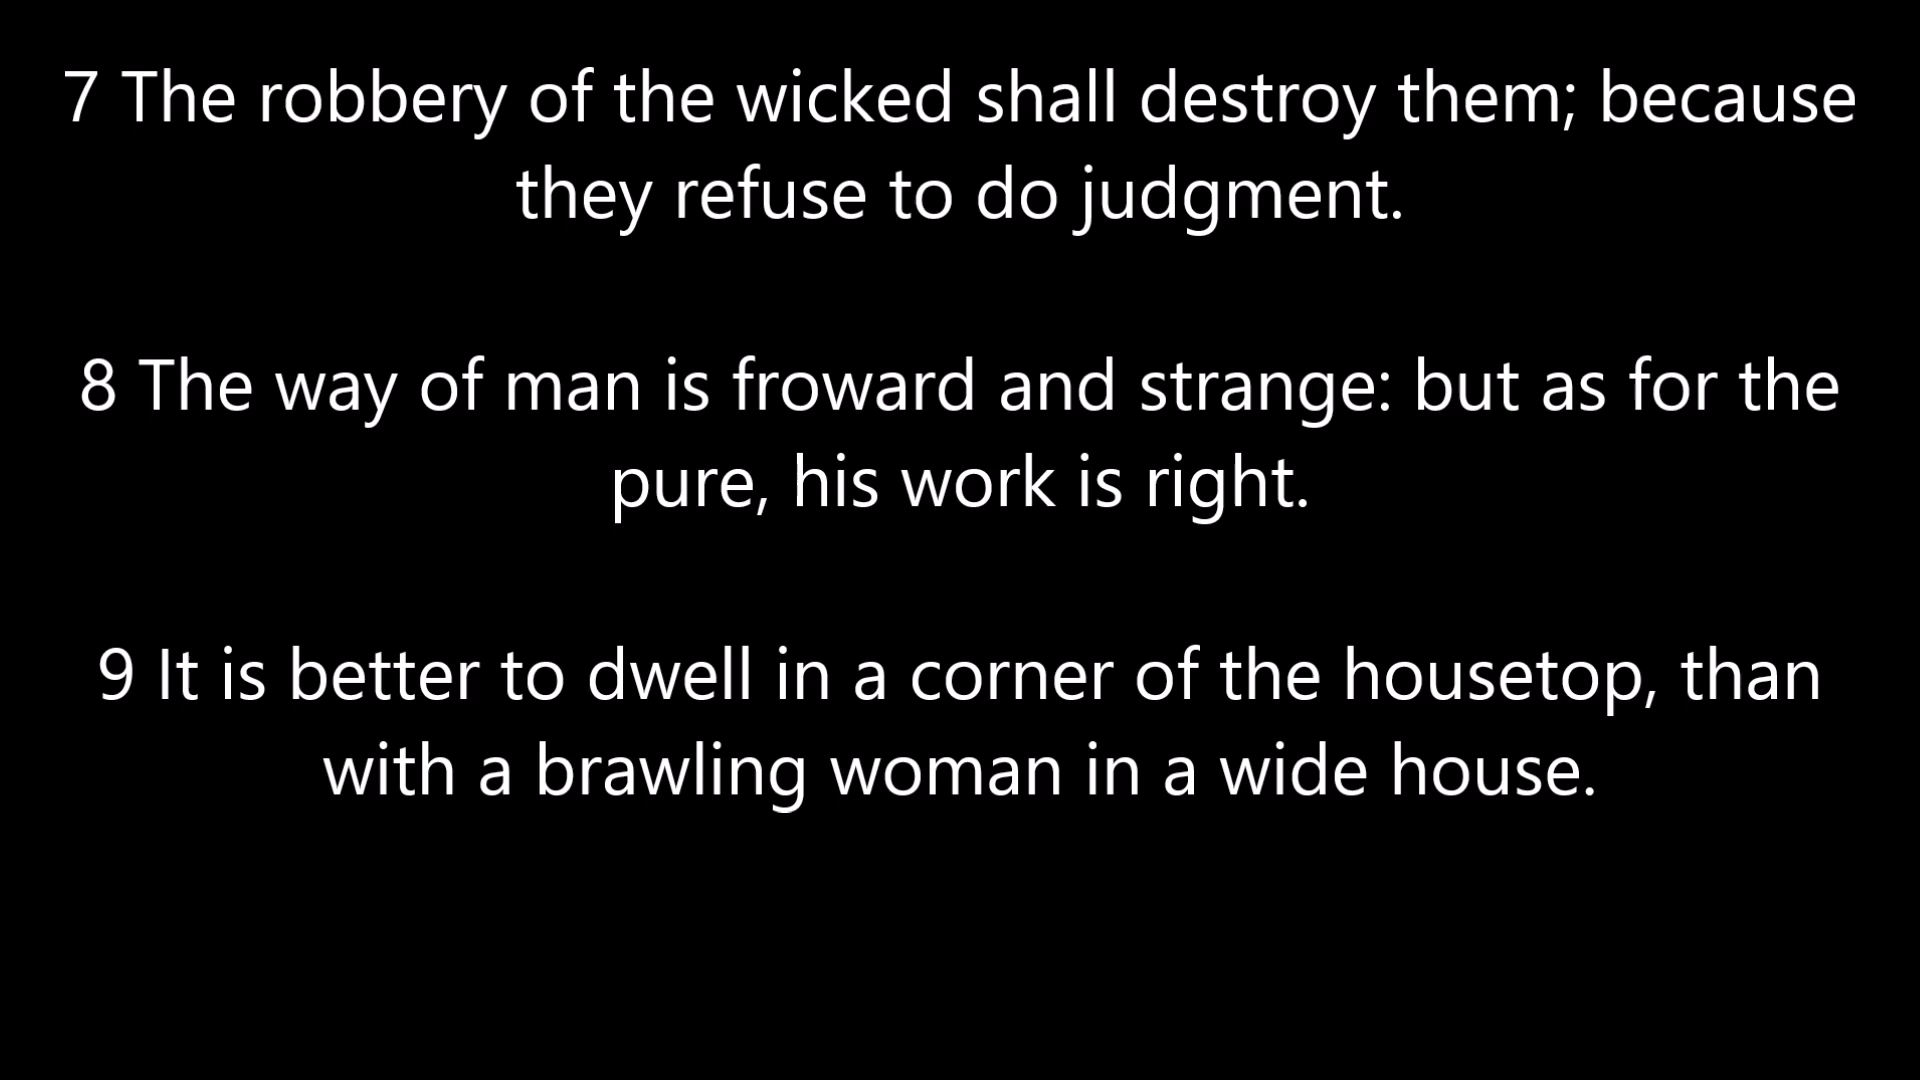 7 The robbery of the wicked shall destroy them; because
they refuse to do judgment.
8 The way of man is froward and strange: but as for the
pure, his work is right.
9 It is better to dwell in a corner of the housetop, than
with a brawling woman in a wide house.